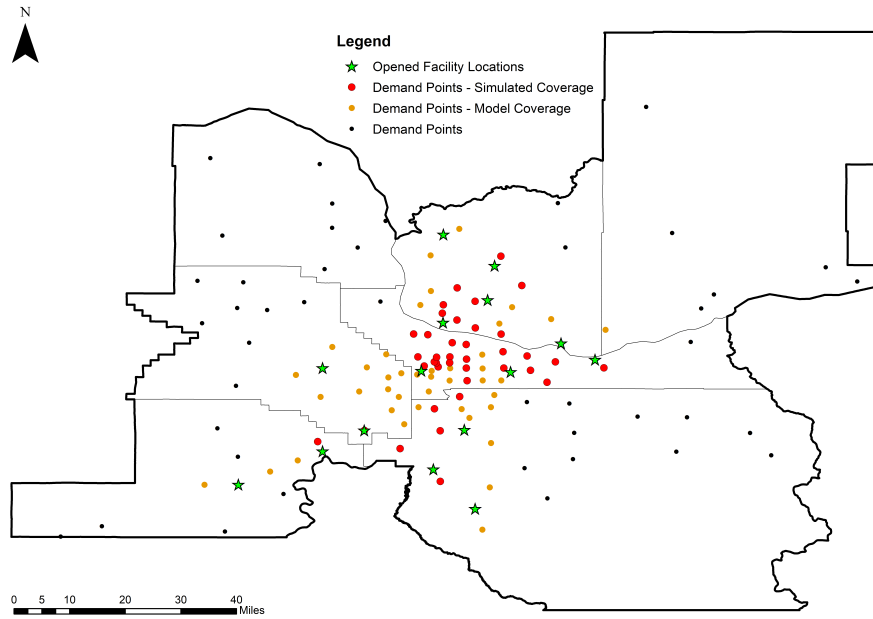 N
Legend
Opened Facility Locations
Demand Points - Simulated Coverage
Demand Points - Model Coverage
Demand Points
0 5 10 20 30 40
Miles